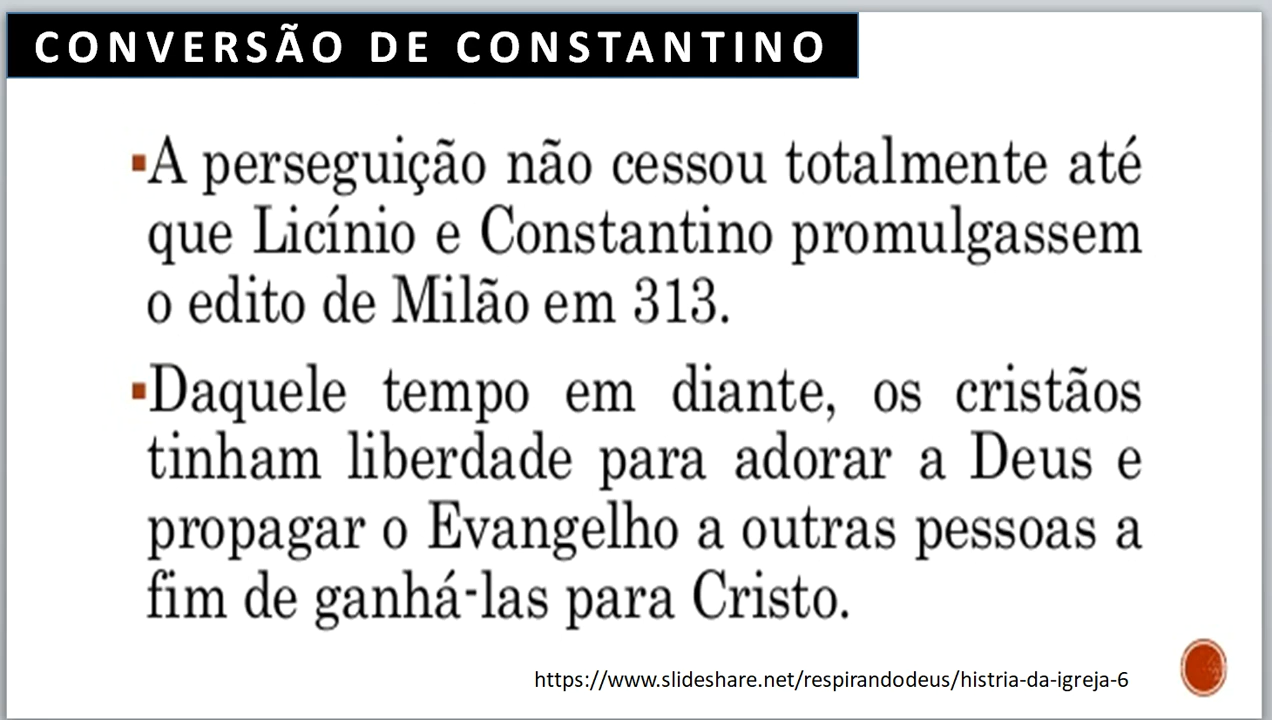 CONVERSÃO DE CONSTANTINO
▪A perseguição não cessou totalmente até
que Licínio e Constantino promulgassem
o edito de Milão em 313.
▪Daquele tempo em diante, os cristãos
tinham liberdade para adorar a Deus e
propagar o Evangelho a outras pessoas a
fim de ganhá-las para Cristo.
https://www.slideshare.net/respirandodeus/histria-da-igreja-6